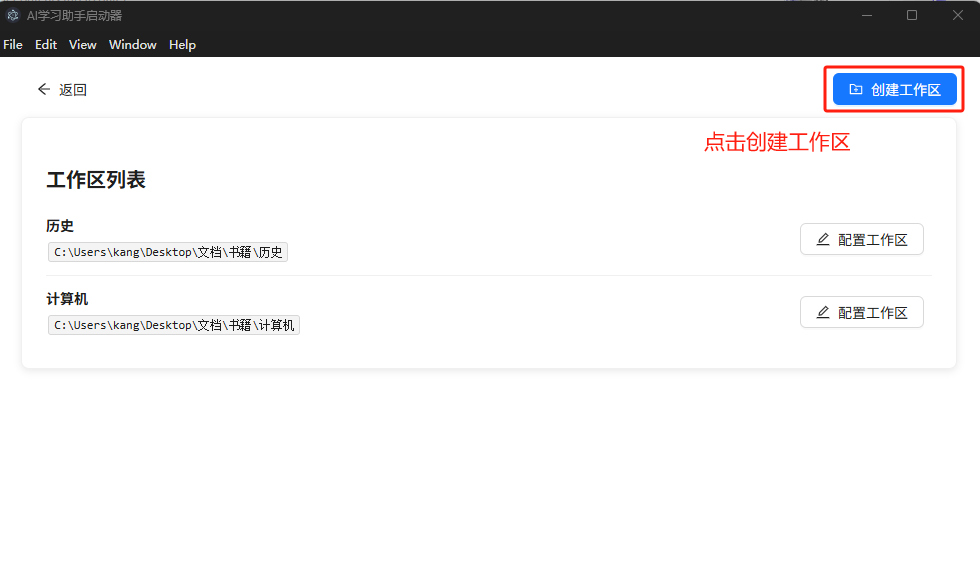 AI学习助手启动器
File Edit View Window Help
返回
创建工作区
点击创建工作区
工作区列表
历史
C:\Users\kang\Desktop\文档\书籍\历史
配置工作区
计算机
C:\Users\kang\Desktop\文档\书籍\计算机
配置工作区